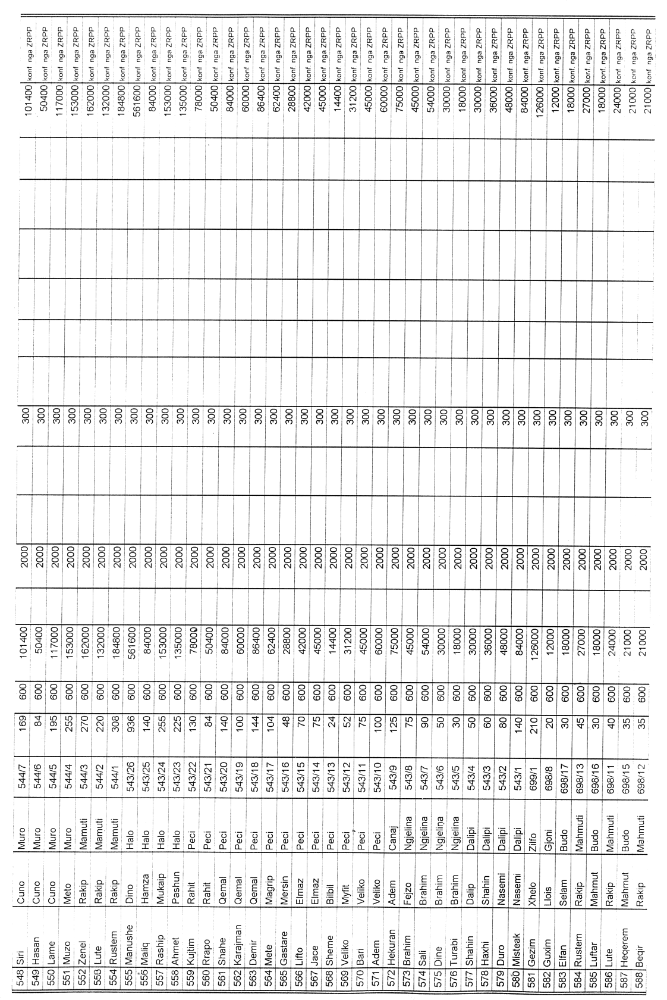 548 Siri Cuno Muro 544/7 169 600 101400 2000 300 101400 konf nga ZRPP
549 Hasan Cuno Muro 544/6 84 600 50400 2000 300 50400 konf nga ZRPP
550 Lame Cuno Muro 544/5 195 600 117000 2000 300 117000 konf nga ZRPP
551 Muzo Meto Muro 544/4 255 600 153000 2000 300 153000 konf nga ZRPP
552 Zenel Rakip Mamuti 544/3 270 600 162000 2000 300 162000 konf nga ZRPP
553 Lute Rakip Mamuti 544/2 220 600 132000 2000 300 132000 konf nga ZRPP
554 Rustem Rakip Mamuti 544/1 308 600 184800 2000 300 184800 konf nga ZRPP
555 Manushe Dino Halo 543/26 936 600 561600 2000 300 561600 konf nga ZRPP
556 Maliq Hamza Halo 543/25 140 600 84000 2000 300 84000 konf nga ZRPP
557 Raship Mukaip Halo 543/24 255 600 153000 2000 300 153000 konf nga ZRPP
558 Ahmet Pashun Halo 543/23 225 600 135000 2000 300 135000 konf nga ZRPP
559 Kujtim Rahit Peci 543/22 130 600 78000 2000 300 78000 konf nga ZRPP
560 Rrapo Rahit Peci 543/21 84 600 50400 2000 300 50400 konf nga ZRPP
561 Shahe Qemal Peci 543/20 140 600 84000 2000 300 84000 konf nga ZRPP
562 Karajman Qemal Peci 543/19 100 600 60000 2000 300 60000 konf nga ZRPP
563 Demir Qemal Peci 543/18 144 600 86400 2000 300 86400 konf nga ZRPP
564 Mete Magrip Peci 543/17 104 600 62400 2000 300 62400 konf nga ZRPP
565 Gastare Mersin Peci 543/16 48 600 28800 2000 300 28800 konf nga ZRPP
566 Lifto Elmaz Peci 543/15 70 600 42000 2000 300 42000 konf nga ZRPP
567 Jace Elmaz Peci 543/14 75 600 45000 2000 300 45000 konf nga ZRPP
568 Sheme Bilbil Peci 543/13 24 600 14400 2000 300 14400 konf nga ZRPP
569 Veliko Myfit Peci 543/12 52 600 31200 2000 300 31200 konf nga ZRPP
570 Bari Veliko Peci 543/11 75 600 45000 2000 300 45000 konf nga ZRPP
571 Adem Veliko Peci 543/10 100 600 60000 2000 300 60000 konf nga ZRPP
572 Hekuran Adem Canaj 543/9 125 600 75000 2000 300 75000 konf nga ZRPP
573 Brahim Fejzo Ngjelina 543/8 75 600 45000 2000 300 45000 konf nga ZRPP
574 Sali Brahim Ngjelina 543/7 90 600 54000 2000 300 54000 konf nga ZRPP
575 Dine Brahim Ngjelina 543/6 50 600 30000 2000 300 30000 konf nga ZRPP
576 Turabi Brahim Ngjelina 543/5 30 600 18000 2000 300 18000 konf nga ZRPP
577 Shahin Dalip Dalipi 543/4 50 600 30000 2000 300 30000 konf nga ZRPP
578 Haxhi Shahin Dalipi 543/3 60 600 36000 2000 300 36000 konf nga ZRPP
579 Duro Nasemi Dalipi 543/2 80 600 48000 2000 300 48000 konf nga ZRPP
580 Misteak Nasemi Dalipi 543/1 140 600 84000 2000 300 84000 konf nga ZRPP
581 Gezim Xhelo Zilfo 699/1 210 600 126000 2000 300 126000 konf nga ZRPP
582 Guxim Llois Gjoni 698/8 20 600 12000 2000 300 12000 konf nga ZRPP
583 Elfan Selam Budo 698/17 30 600 18000 2000 300 18000 konf nga ZRPP
584 Rustem Rakip Mahmuti 698/13 45 600 27000 2000 300 27000 konf. nga ZRPP
585 Luftar Mahmut Budo 698/16 30 600 18000 2000 300 18000 konf nga ZRPP
586 Lute Rakip Mahmuti 698/11 40 600 24000 2000 300 24000 konf nga ZRPP
587 Heqerem Mahmut Budo 698/15 35 600 21000 2000 300 21000 konf nga ZRPP
588 Beqir Rakip Mahmuti 698/12 35 600 21000 2000 300 21000 konf nga ZRPP